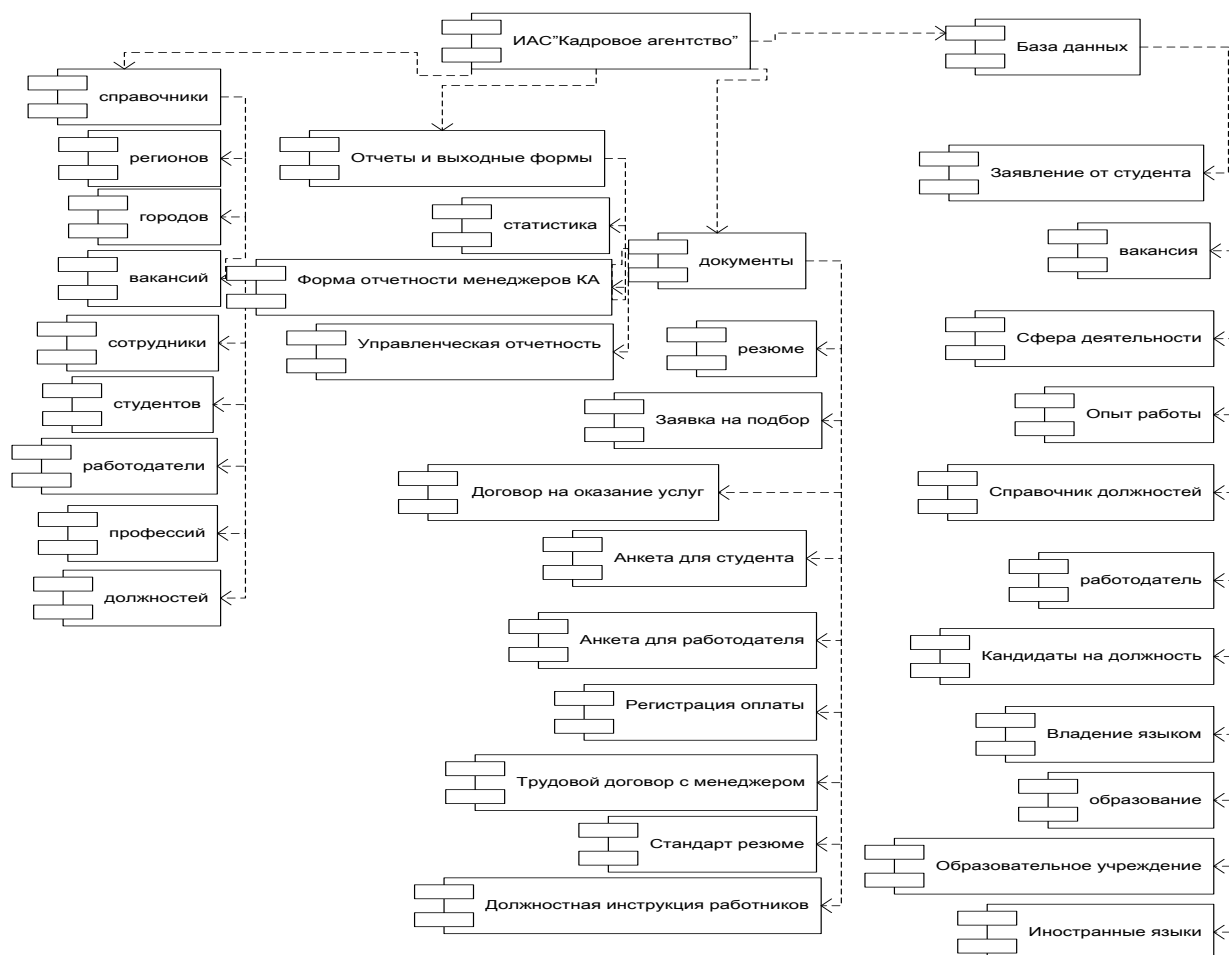 ИАС”Кадровое агентство”
База данных
справочники
регионов
городов
вакансий
сотрудники
студентов
работодатели
профессий
должностей
Отчеты и выходные формы
статистика
Форма отчетности менеджеров КА
Управленческая отчетность
документы
резюме
Заявка на подбор
Договор на оказание услуг
Анкета для студента
Анкета для работодателя
Регистрация оплаты
Трудовой договор с менеджером
Стандарт резюме
Должностная инструкция работников
Заявление от студента
вакансия
Сфера деятельности
Опыт работы
Справочник должностей
работодатель
Кандидаты на должность
Владение языком
образование
Образовательное учреждение
Иностранные языки